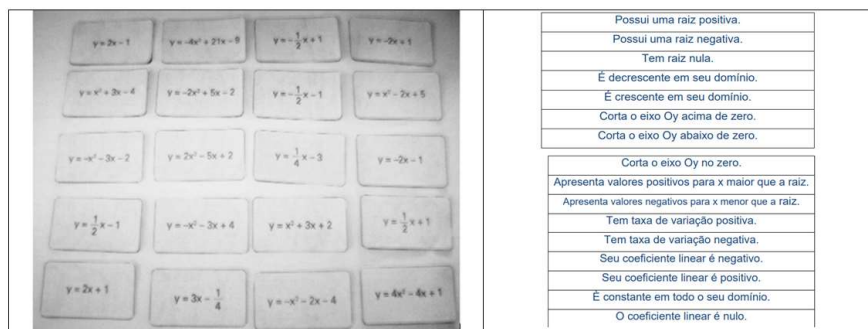 y = 2x - 1
y = -4x² + 21x - 9
y = -1/2 x + 1
y = -2x + 1
y = x² + 3x - 4
y = -2x² + 5x - 2
y = -1/2 x - 1
y = x² - 2x + 5
y = -x² - 3x - 2
y = 2x² - 5x + 2
y = 1/4 x - 3
y = -2x - 1
y = 1/2 x - 1
y = -x² - 3x + 4
y = x² + 3x + 2
y = 1/2 x + 1
y = 2x + 1
y = 3x - 1/4
y = -x² - 2x - 4
y = 4x² - 4x + 1
Possui uma raiz positiva.
Possui uma raiz negativa.
Tem raiz nula.
É decrescente em seu domínio.
É crescente em seu domínio.
Corta o eixo Oy acima de zero.
Corta o eixo Oy abaixo de zero.
Corta o eixo Oy no zero.
Apresenta valores positivos para x maior que a raiz.
Apresenta valores negativos para x menor que a raiz.
Tem taxa de variação positiva.
Tem taxa de variação negativa.
Seu coeficiente linear é negativo.
Seu coeficiente linear é positivo.
É constante em todo o seu domínio.
O coeficiente linear é nulo.